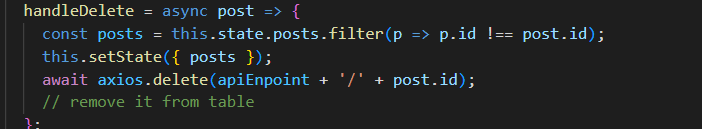 handleDelete = async post => {
const posts = this.state.posts.filter(p => p.id !== post.id);
this.setState({ posts });
await axios.delete(apiEnpoint + '/' + post.id);
// remove it from table
};